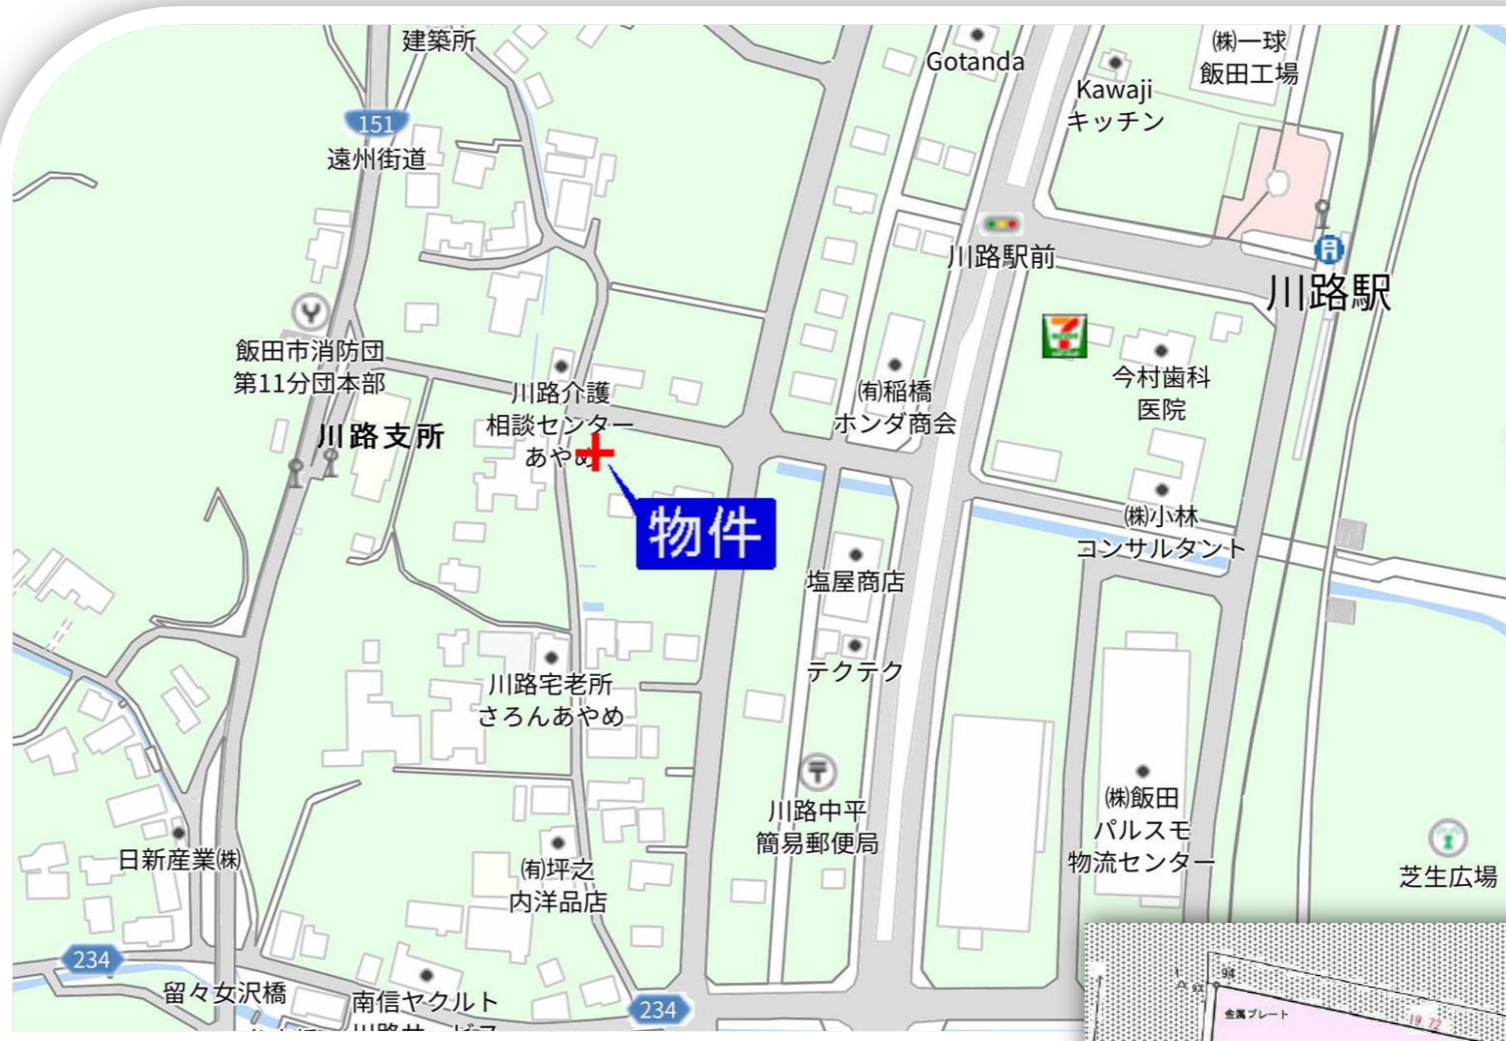 建築所
Gotanda
㈱一球
飯田工場
Kawaji
キッチン
151
遠州街道
川路駅前
川路駅
飯田市消防団
第11分団本部
川路支所
川路介護
相談センター
あやめ
㈲稲橋
ホンダ商会
今村歯科
医院
物件
㈱小林
コンサルタント
塩屋商店
テクテク
川路宅老所
さろんあやめ
川路中平
簡易郵便局
㈱飯田
パルスモ
物流センター
芝生広場
日新産業㈱
㈲坪之
内洋品店
234
留々女沢橋
南信ヤクルト
234
94
93
金属プレート
19.72